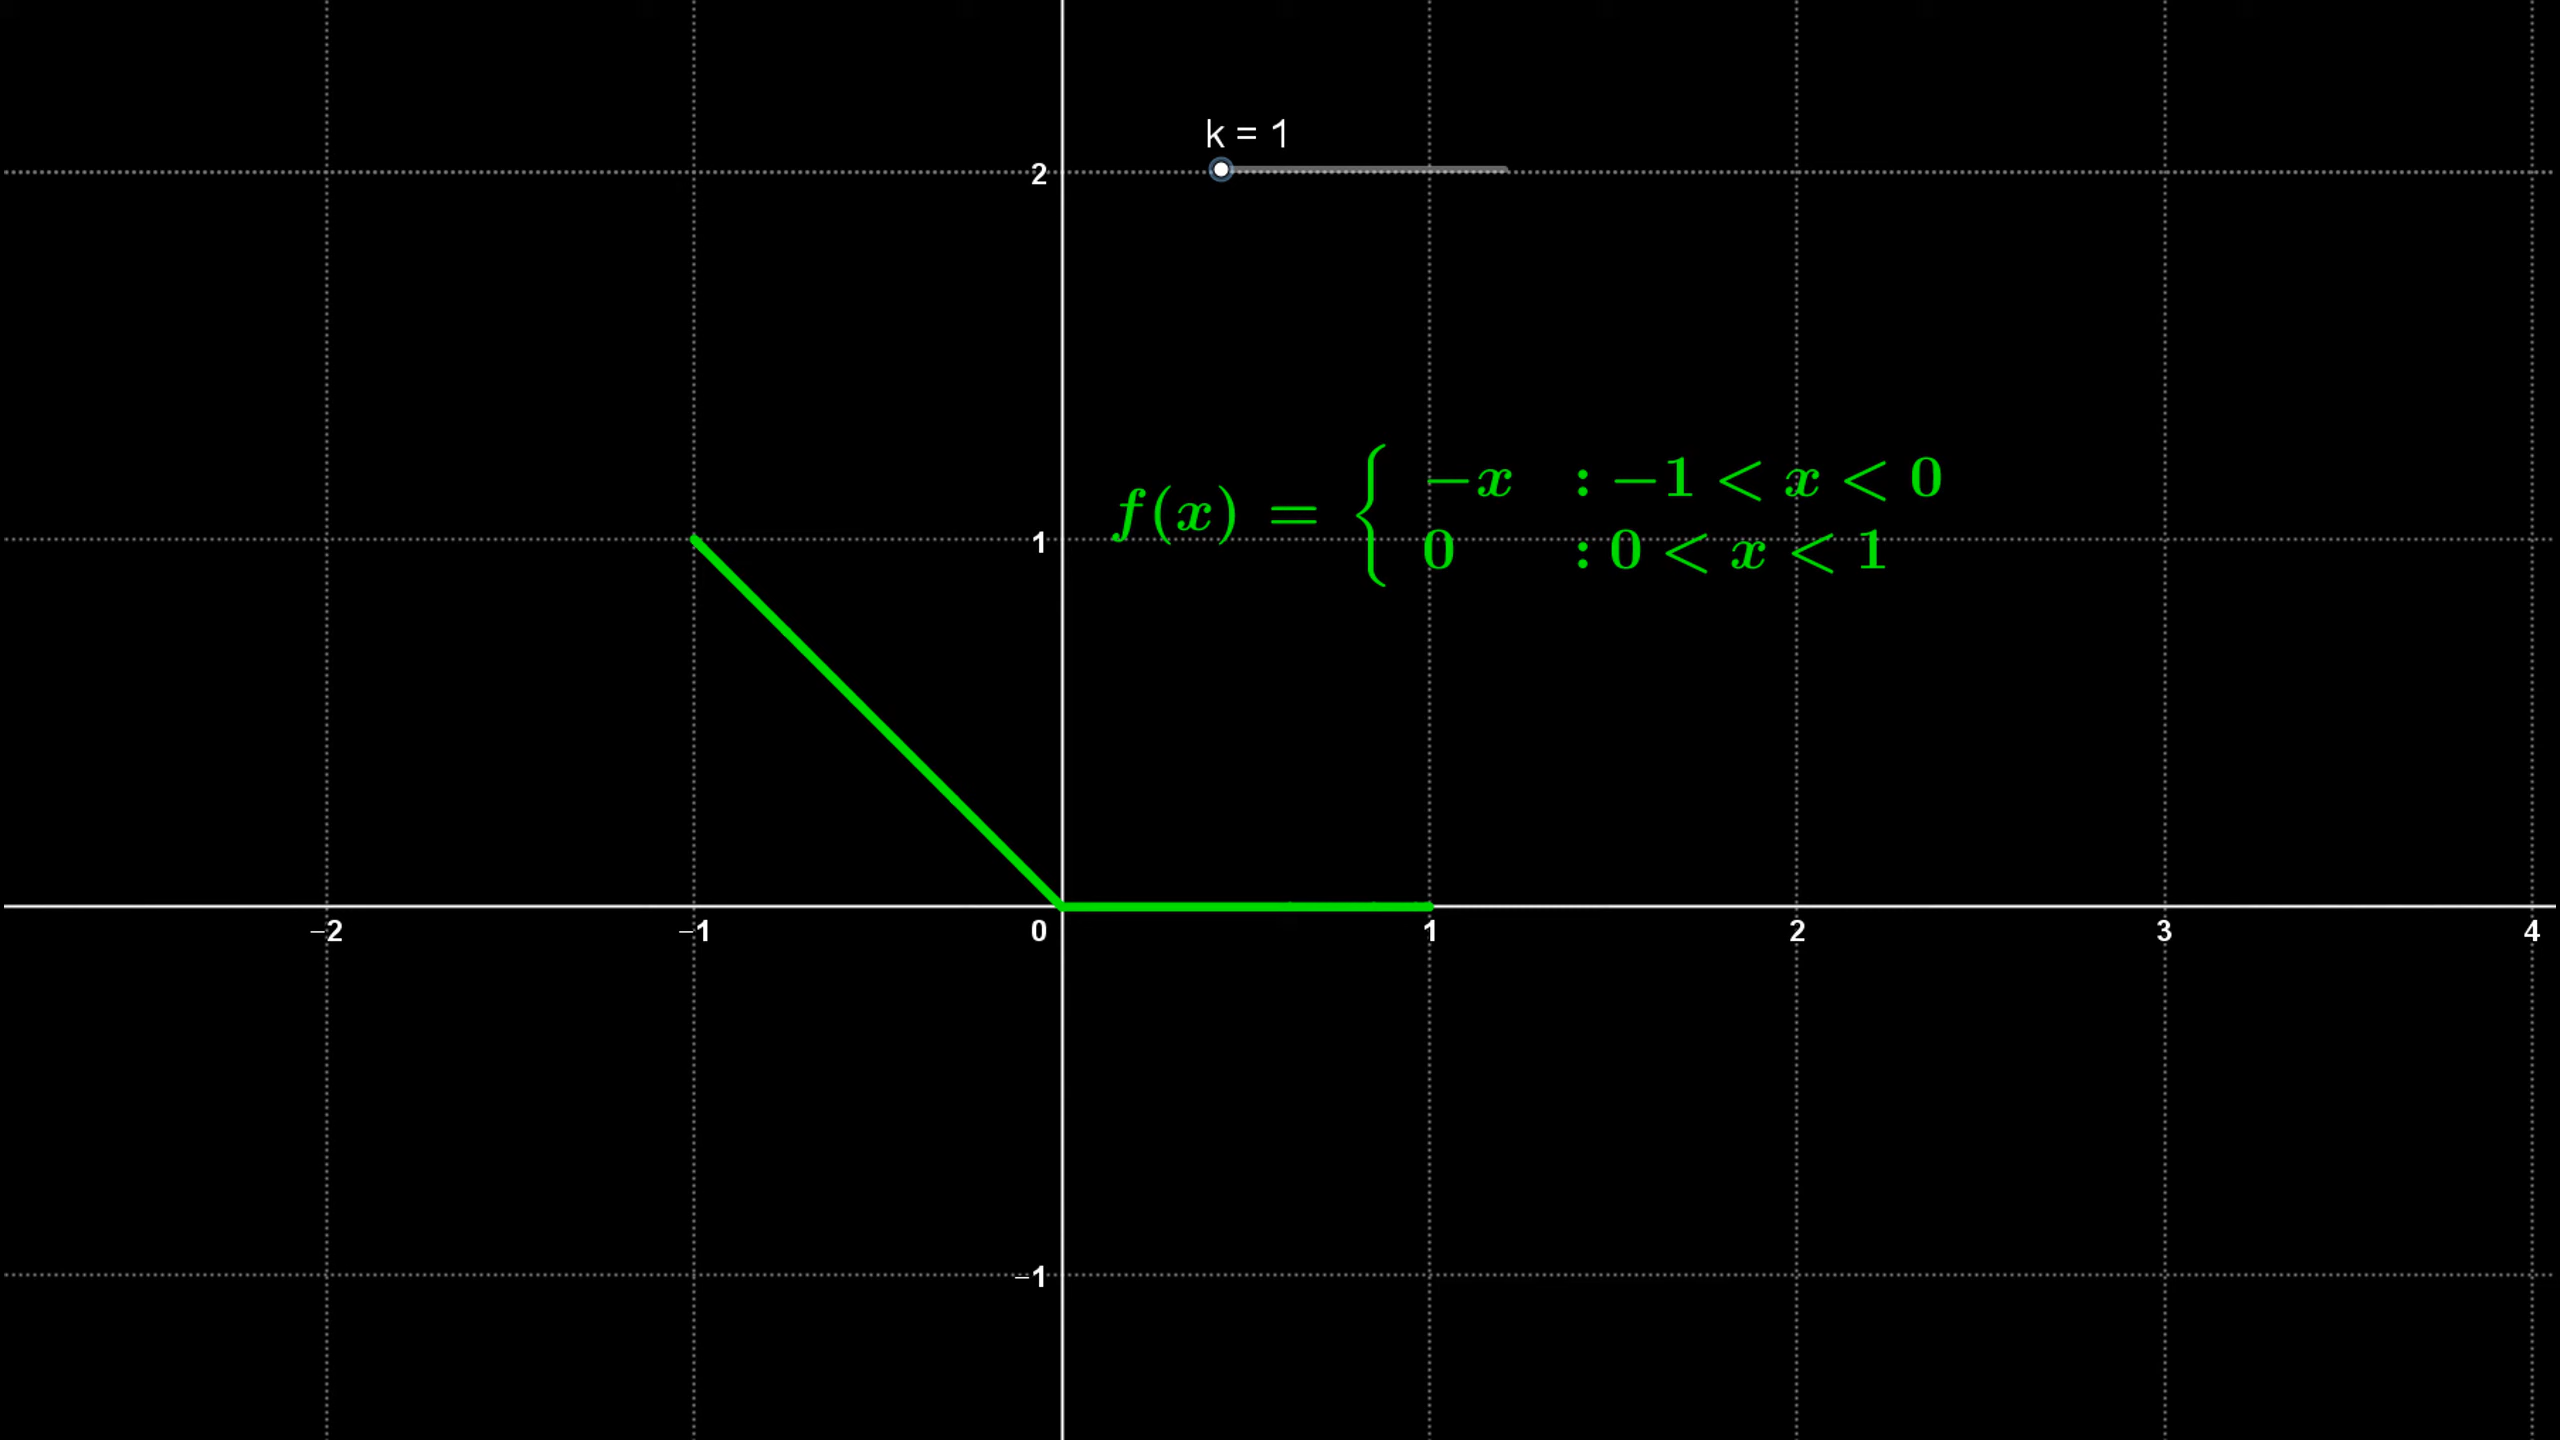 k = 1
2
f(x) = { −x : −1 < x < 0
0 : 0 < x < 1
1
−2 −1 0 1 2 3 4
−1